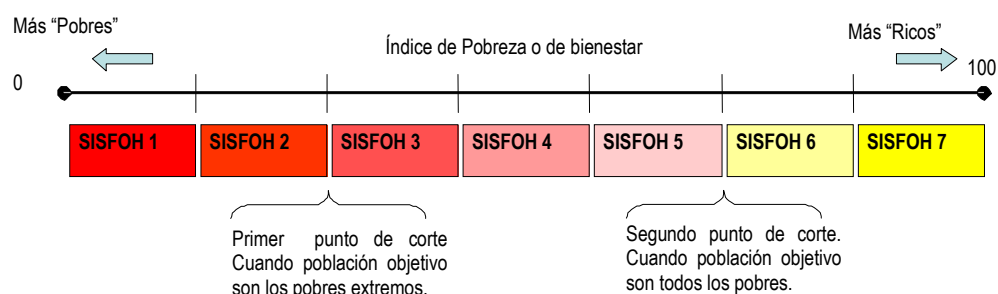 Más “Pobres”
Más “Ricos”
Índice de Pobreza o de bienestar
0
100
SISFOH 1
SISFOH 2
SISFOH 3
SISFOH 4
SISFOH 5
SISFOH 6
SISFOH 7
Primer punto de corte
Cuando población objetivo
son los pobres extremos.
Segundo punto de corte.
Cuando población objetivo
son todos los pobres.